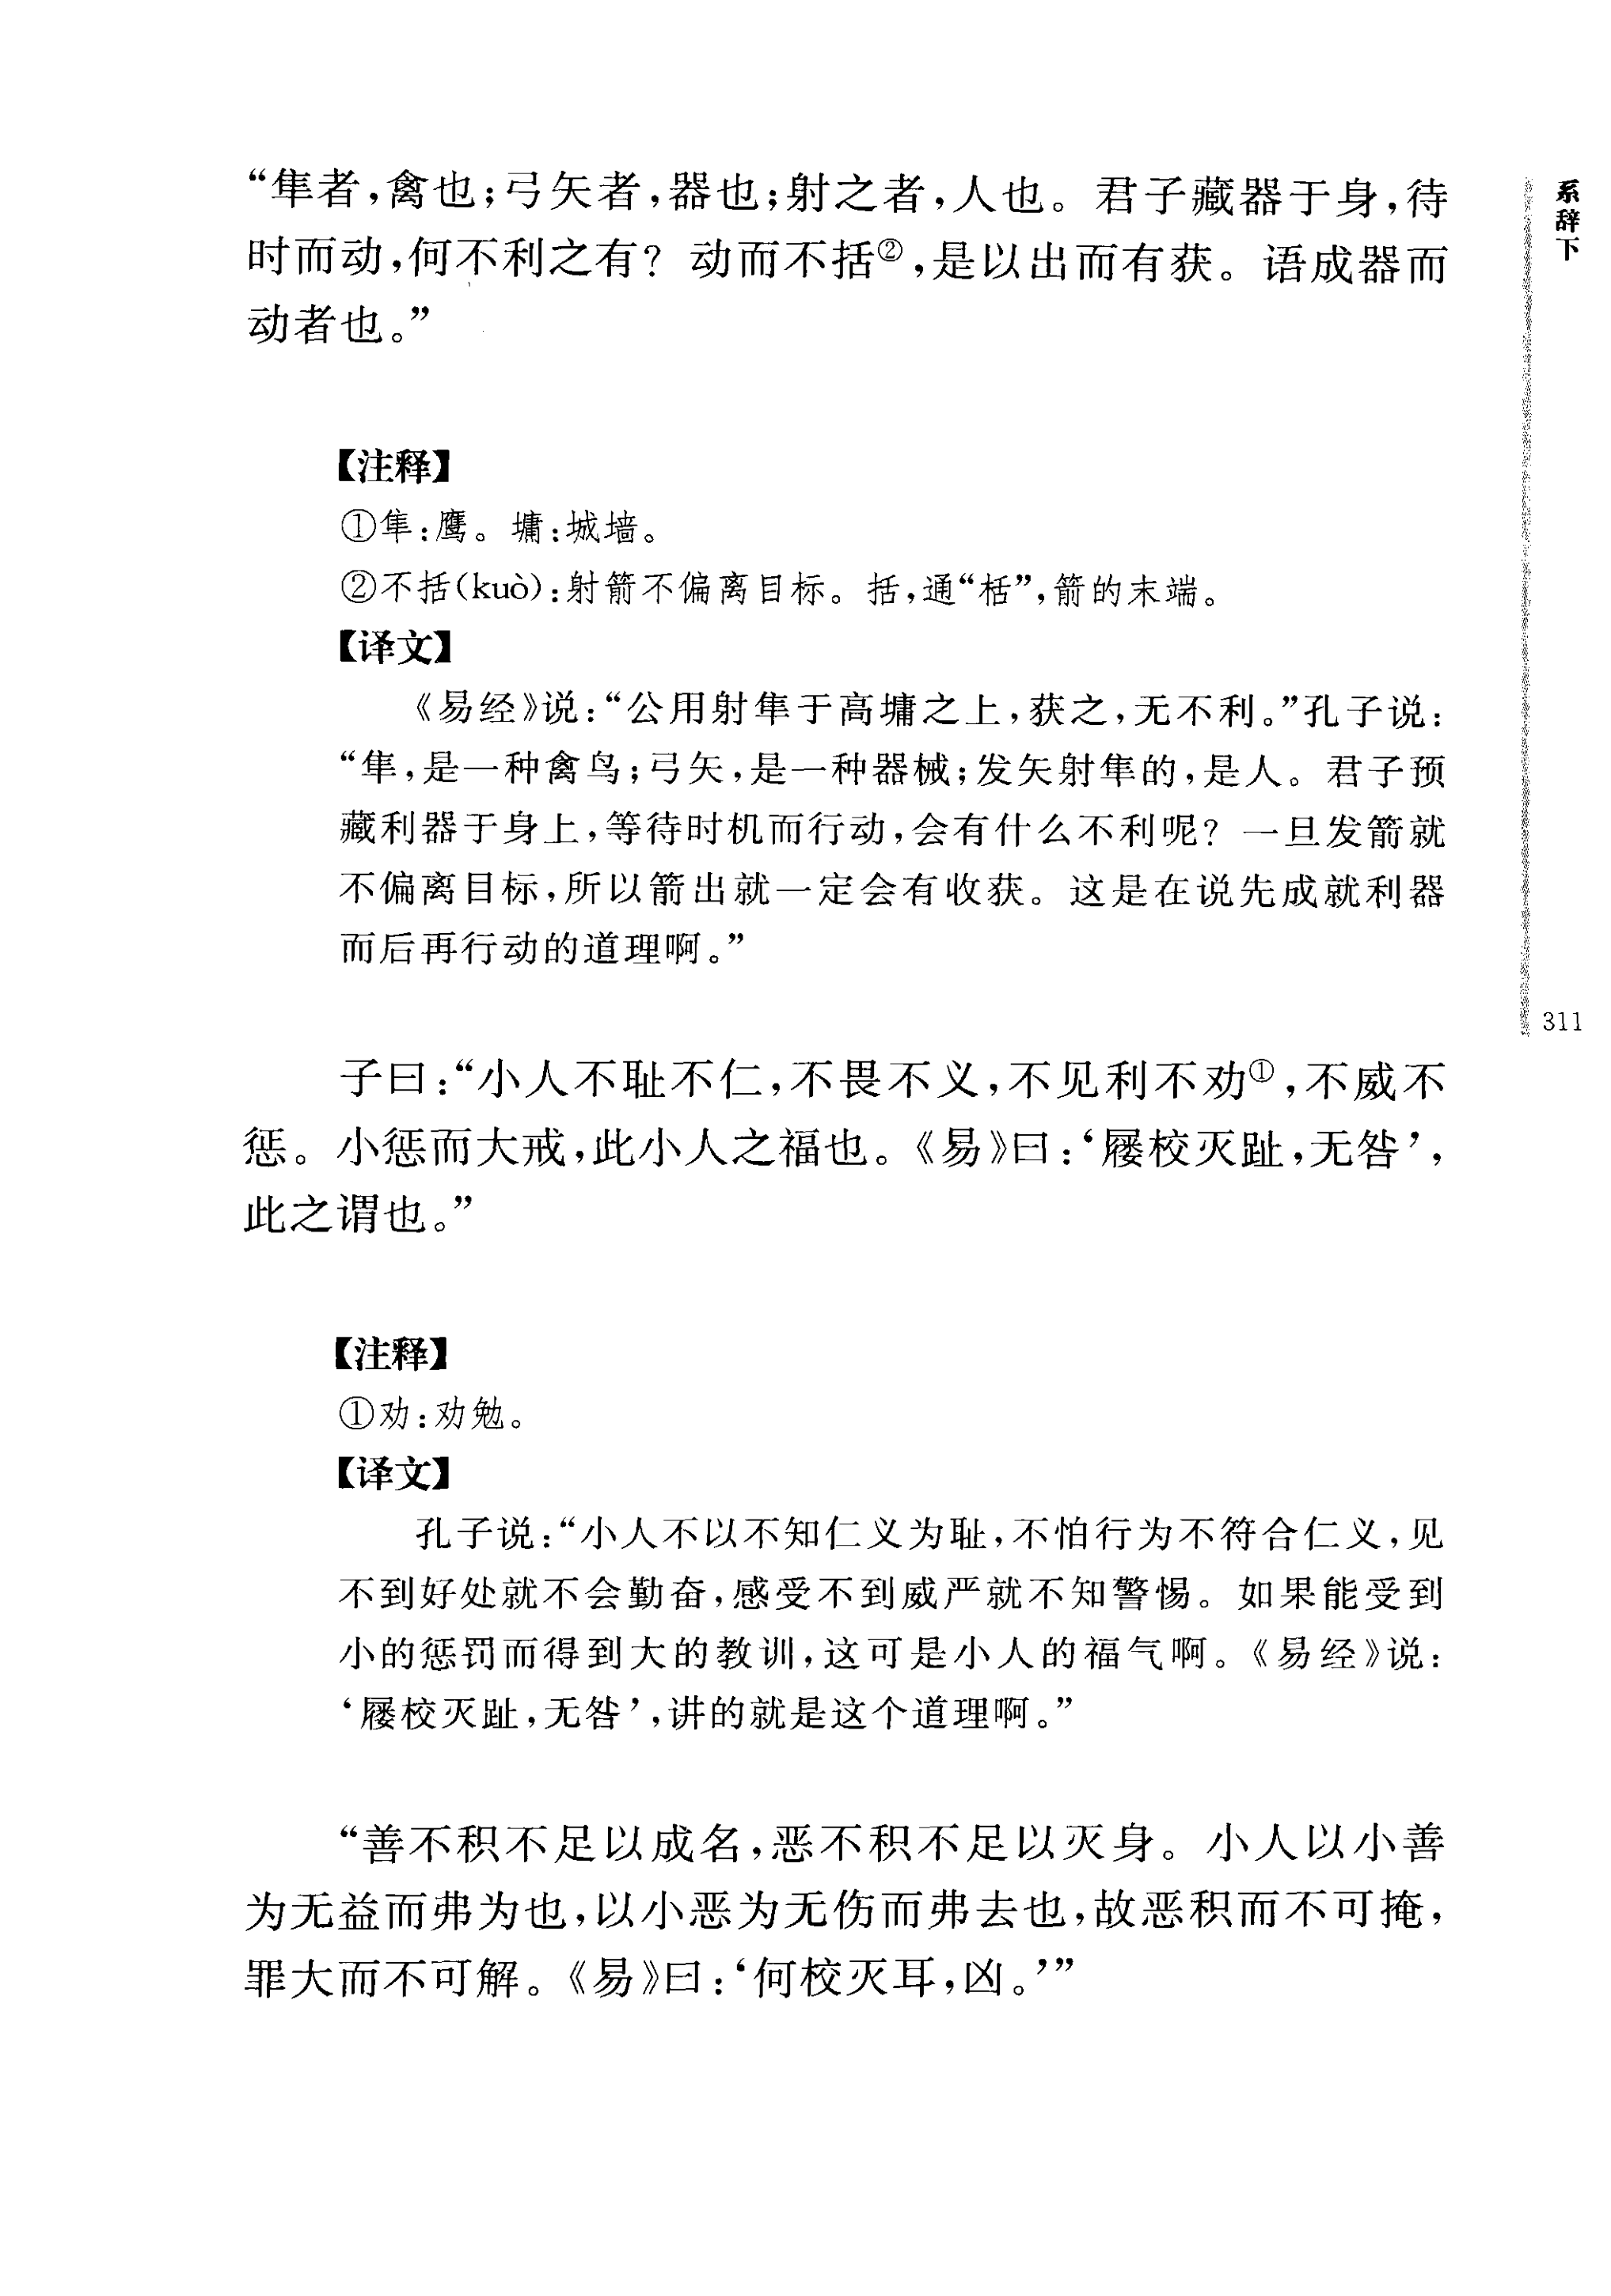 “隼者,禽也;弓矢者,器也;射之者,人也。君子藏器于身,待
时而动,何不利之有?动而不括②,是以出而有获。语成器而
动者也。”
【注释】
①隼:鹰。墉:城墙。
②不括(kuò):射箭不偏离目标。括,通“栝”,箭的末端。
【译文】
《易经》说:“公用射隼于高墉之上,获之,无不利。”孔子说:
“隼,是一种禽鸟;弓矢,是一种器械;发矢射隼的,是人。君子预
藏利器于身上,等待时机而行动,会有什么不利呢?一旦发箭就
不偏离目标,所以箭出就一定会有收获。这是在说先成就利器
而后再行动的道理啊。”
子曰:“小人不耻不仁,不畏不义,不见利不劝①,不威不
惩。小惩而大戒,此小人之福也。《易》曰:‘屦校灭趾,无咎’,
此之谓也。”
【注释】
①劝:劝勉。
【译文】
孔子说:“小人不以不知仁义为耻,不怕行为不符合仁义,见
不到好处就不会勤奋,感受不到威严就不知警惕。如果能受到
小的惩罚而得到大的教训,这可是小人的福气啊。《易经》说:
‘屦校灭趾,无咎’,讲的就是这个道理啊。”
“善不积不足以成名,恶不积不足以灭身。小人以小善
为无益而弗为也,以小恶为无伤而弗去也,故恶积而不可掩,
罪大而不可解。《易》曰:‘何校灭耳,凶。’”
系辞下
311